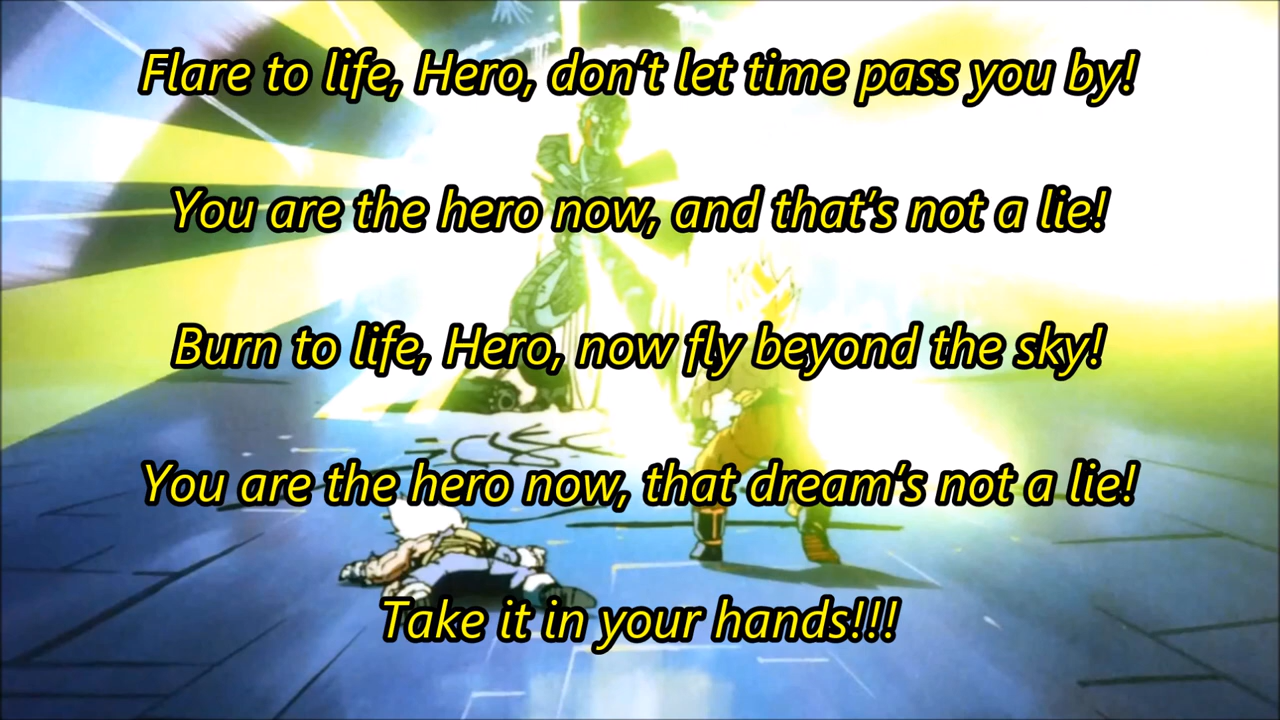 Flare to life, Hero, don't let time pass you by!
You are the hero now, and that's not a lie!
Burn to life, Hero, now fly beyond the sky!
You are the hero now, that dream's not a lie!
Take it in your hands!!!